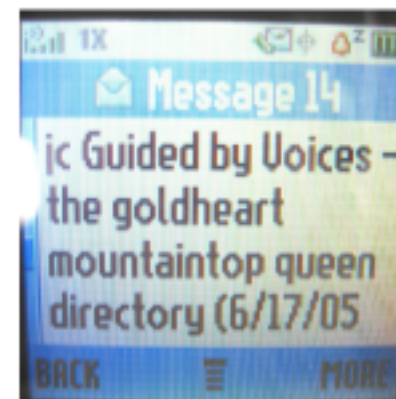 1X
Message 14
jc Guided by Voices -
the goldheart
mountaintop queen
directory (6/17/05
BACK MORE